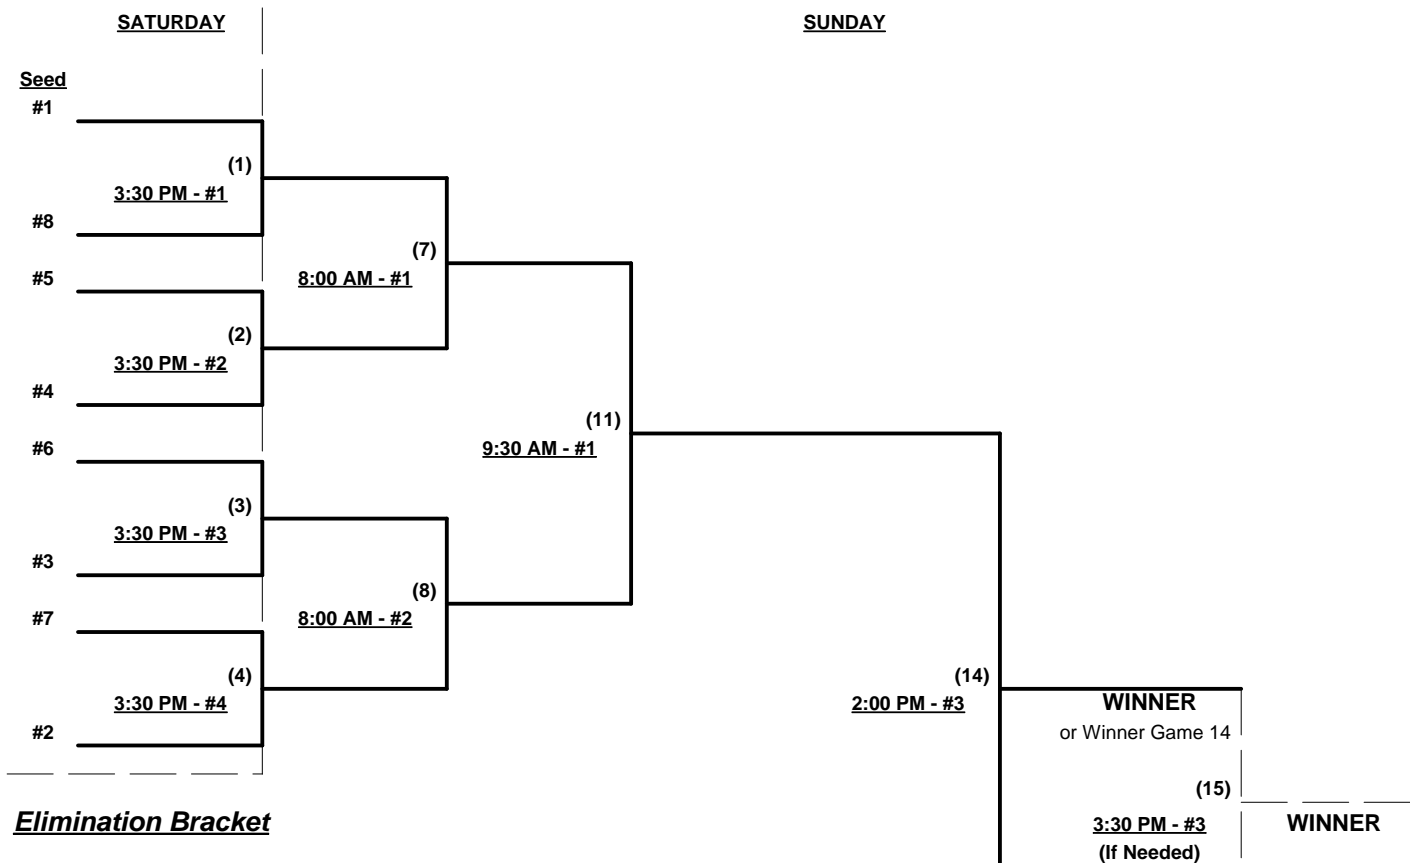 SATURDAY
SUNDAY
Seed
#1
(1)
3:30 PM - #1
#8
(7)
#5
8:00 AM - #1
(2)
3:30 PM - #2
#4
(11)
#6
9:30 AM - #1
(3)
3:30 PM - #3
#3
(8)
#7
8:00 AM - #2
(4)
(14)
3:30 PM - #4
2:00 PM - #3
WINNER
#2
or Winner Game 14
(15)
Elimination Bracket
3:30 PM - #3
WINNER
(If Needed)